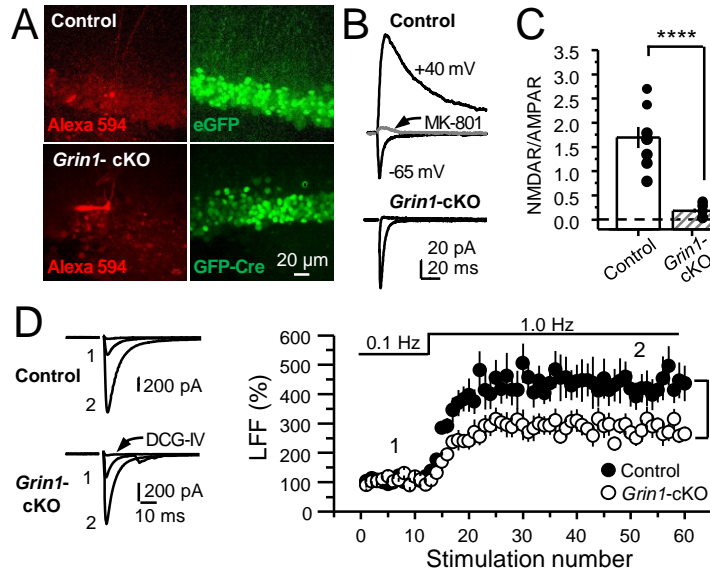 A
Control
Alexa 594
eGFP
Grin1- cKO
Alexa 594
GFP-Cre
20 µm
B
Control
+40 mV
MK-801
-65 mV
Grin1-cKO
20 pA
20 ms
C
****
NMDAR/AMPAR
3.5
3.0
2.5
2.0
1.5
1.0
0.5
0.0
Control
Grin1-
cKO
D
1
Control
2
200 pA
DCG-IV
1
Grin1-
cKO
2
200 pA
10 ms
LFF (%)
600
500
400
300
200
100
0
0.1 Hz
1.0 Hz
1
2
Control
Grin1-cKO
0 10 20 30 40 50 60
Stimulation number